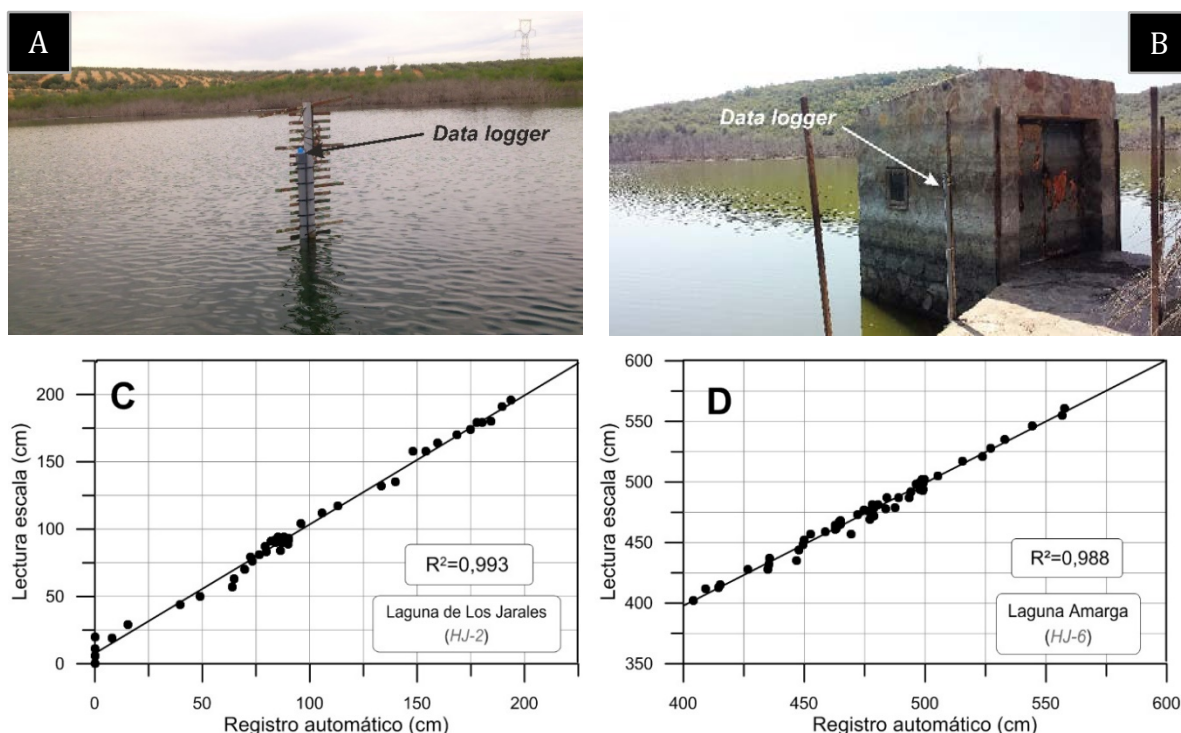 A
Data logger
B
Data logger
C
Lectura escala (cm)
200
150
100
50
0
0
50
100
150
200
Registro automático (cm)
R²=0,993
Laguna de Los Jarales
(HJ-2)
D
Lectura escala (cm)
600
550
500
450
400
350
400
450
500
550
600
Registro automático (cm)
R²=0,988
Laguna Amarga
(HJ-6)